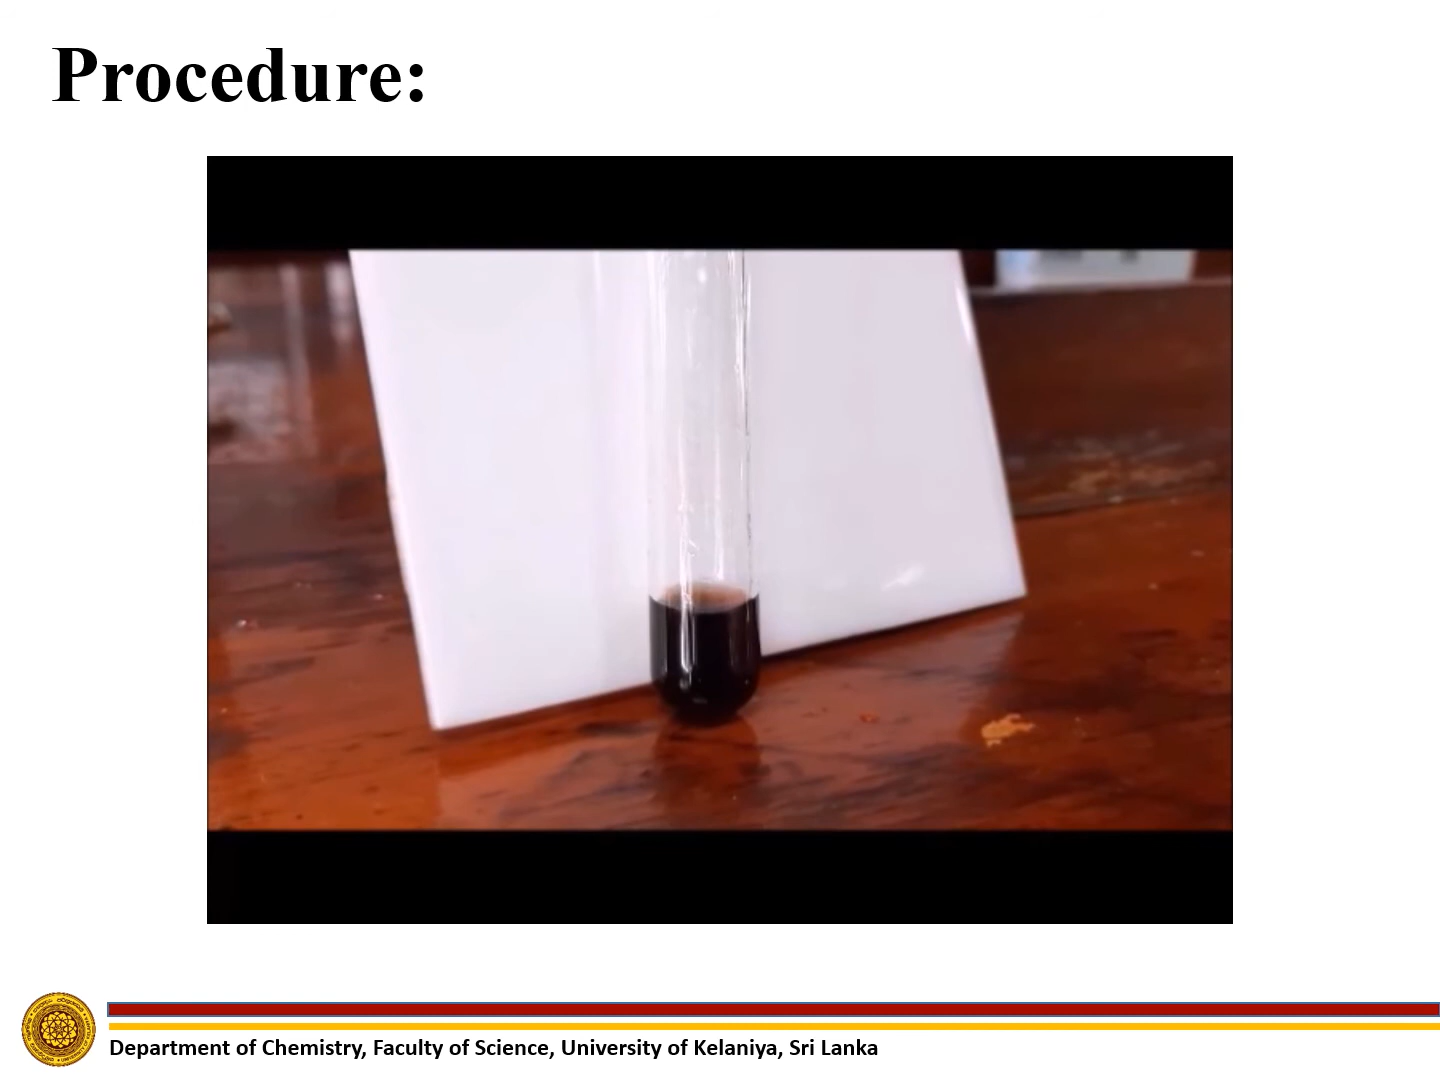 Procedure:
Department of Chemistry, Faculty of Science, University of Kelaniya, Sri Lanka